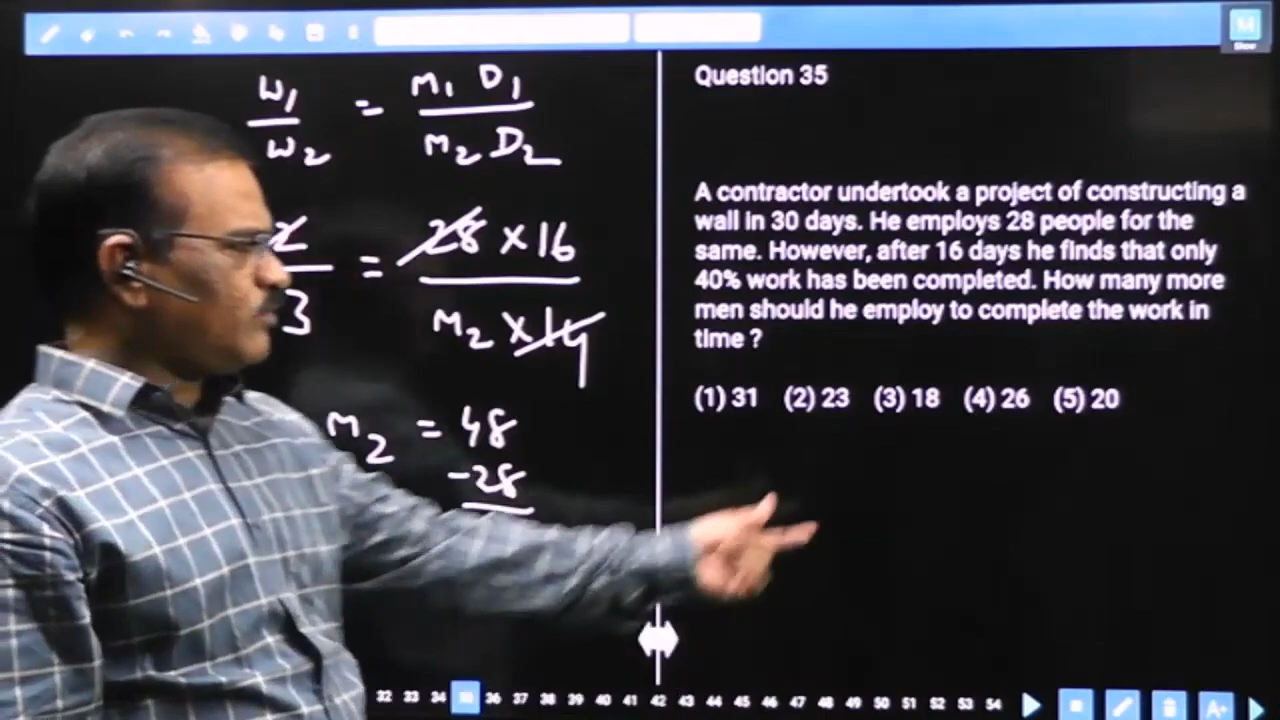 W₁ / W₂ = M₁ D₁ / M₂ D₂
2 / 3 = 28 × 16 / M₂ × 14
M₂ = 48
-28
Question 35
A contractor undertook a project of constructing a
wall in 30 days. He employs 28 people for the
same. However, after 16 days he finds that only
40% work has been completed. How many more
men should he employ to complete the work in
time ?
(1) 31 (2) 23 (3) 18 (4) 26 (5) 20
32 33 34 35 36 37 38 39 40 41 42 43 44 45 46 47 48 49 50 51 52 53 54
A+
M
Show